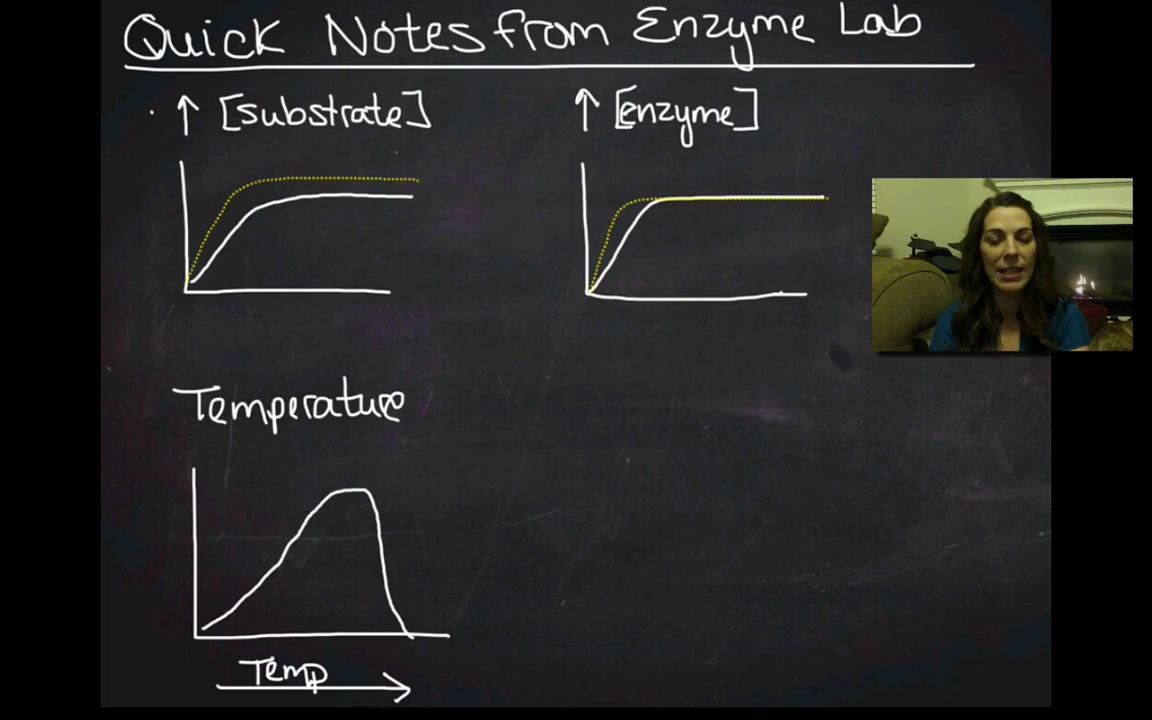 Quick Notes from Enzyme Lab
↑ [substrate]
↑ [enzyme]
Temperature
Temp →